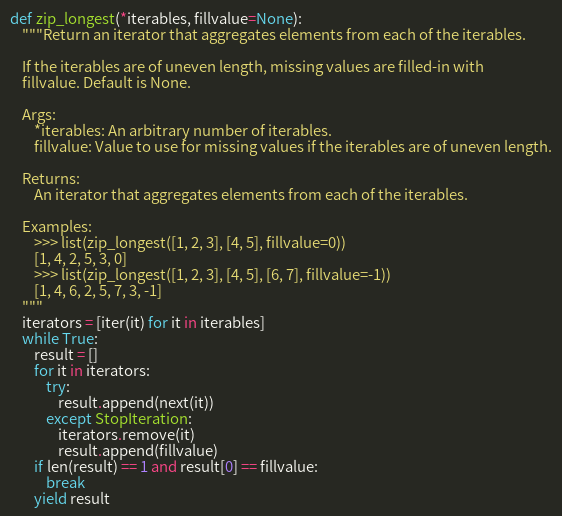 def zip_longest(*iterables, fillvalue=None):
    """Return an iterator that aggregates elements from each of the iterables.

    If the iterables are of uneven length, missing values are filled-in with
    fillvalue. Default is None.

    Args:
        *iterables: An arbitrary number of iterables.
        fillvalue: Value to use for missing values if the iterables are of uneven length.

    Returns:
        An iterator that aggregates elements from each of the iterables.

    Examples:
        >>> list(zip_longest([1, 2, 3], [4, 5], fillvalue=0))
        [1, 4, 2, 5, 3, 0]
        >>> list(zip_longest([1, 2, 3], [4, 5], [6, 7], fillvalue=-1))
        [1, 4, 6, 2, 5, 7, 3, -1]
    """
    iterators = [iter(it) for it in iterables]
    while True:
        result = []
        for it in iterators:
            try:
                result.append(next(it))
            except StopIteration:
                iterators.remove(it)
                result.append(fillvalue)
        if len(result) == 1 and result[0] == fillvalue:
            break
        yield result